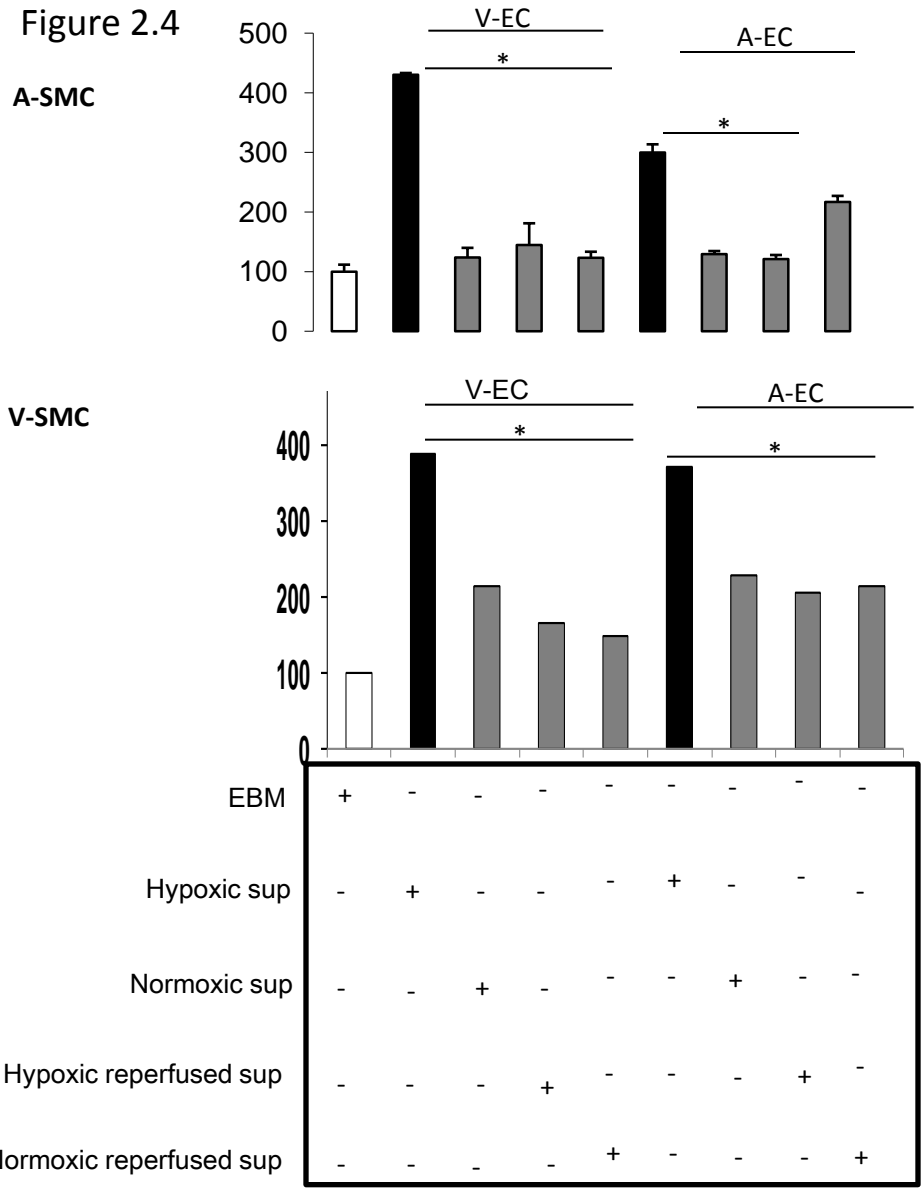 Figure 2.4
A-SMC
V-EC
*
A-EC
*
500
400
300
200
100
0
V-SMC
V-EC
*
A-EC
*
400
300
200
100
0
EBM + - - - - - - - -
Hypoxic sup - + - - - + - - -
Normoxic sup - - + - - - + - -
Hypoxic reperfused sup - - - + - - - + -
ormoxic reperfused sup - - - - + - - - +